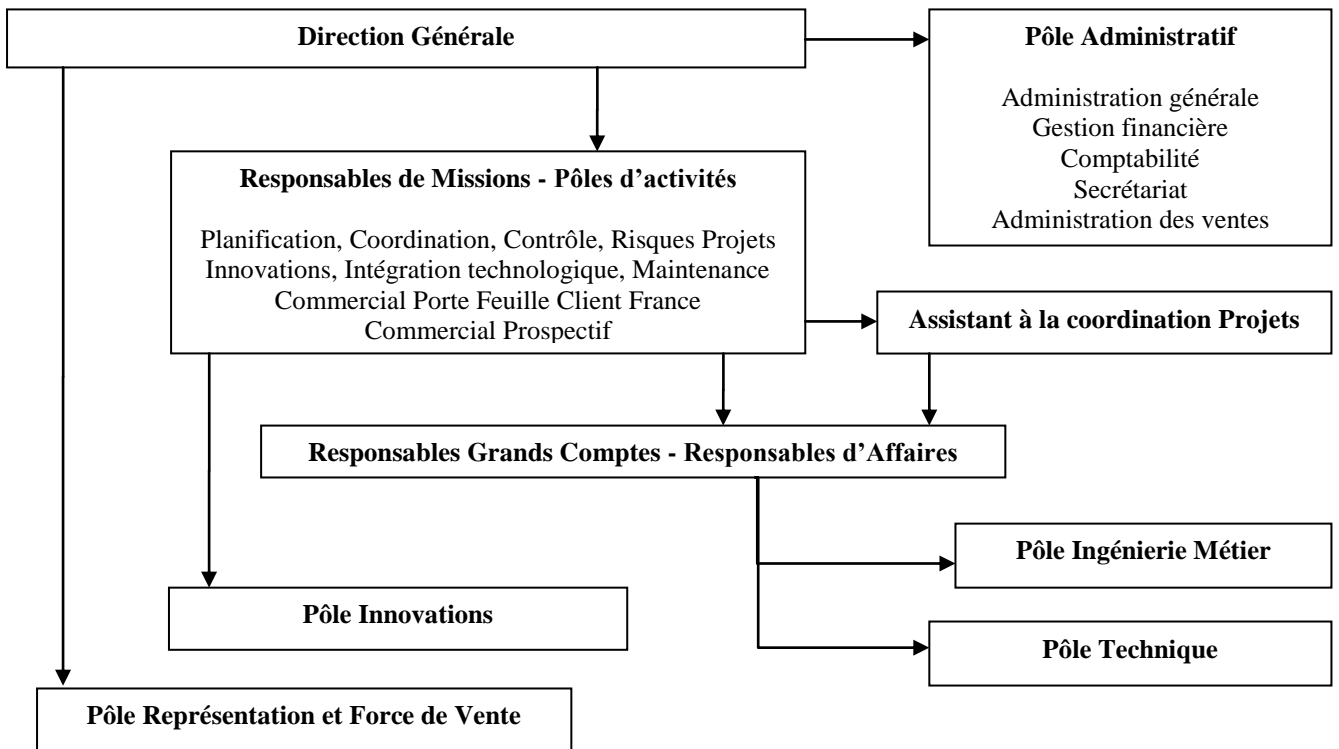 Direction Générale
Pôle Administratif
Administration générale
Gestion financière
Comptabilité
Secrétariat
Administration des ventes
Responsables de Missions - Pôles d’activités
Planification, Coordination, Contrôle, Risques Projets
Innovations, Intégration technologique, Maintenance
Commercial Porte Feuille Client France
Commercial Prospectif
Assistant à la coordination Projets
Responsables Grands Comptes - Responsables d’Affaires
Pôle Ingénierie Métier
Pôle Innovations
Pôle Technique
Pôle Représentation et Force de Vente